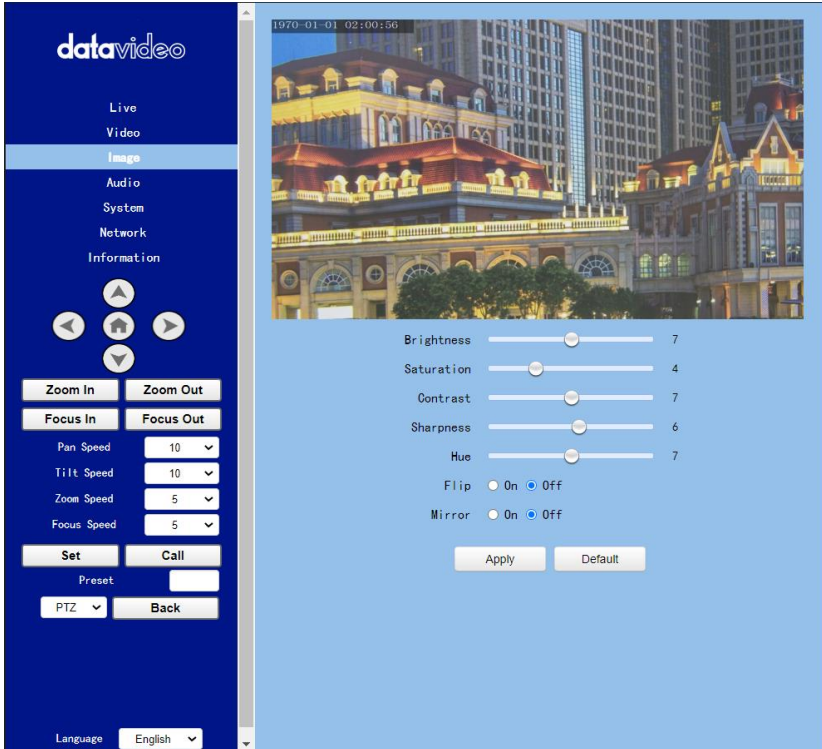 datavideo
Live
Video
Image
Audio
System
Network
Information
Zoom In Zoom Out
Focus In Focus Out
Pan Speed 10
Tilt Speed 10
Zoom Speed 5
Focus Speed 5
Set Call
Preset
PTZ Back
Language English
1970-01-01 02:00:56
Brightness 7
Saturation 4
Contrast 7
Sharpness 6
Hue 7
Flip On Off
Mirror On Off
Apply Default